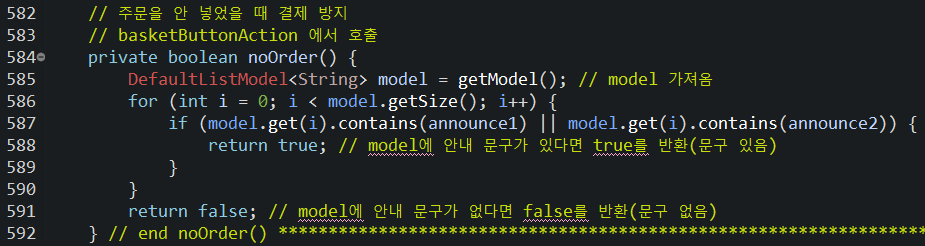 582 // 주문을 안 넣었을 때 결제 방지
583 // basketButtonAction 에서 호출
584 private boolean noOrder() {
585 DefaultListModel<String> model = getModel(); // model 가져옴
586 for (int i = 0; i < model.getSize(); i++) {
587 if (model.get(i).contains(announce1) || model.get(i).contains(announce2)) {
588 return true; // model에 안내 문구가 있다면 true를 반환(문구 있음)
589 }
590 }
591 return false; // model에 안내 문구가 없다면 false를 반환(문구 없음)
592 } // end noOrder() *****************************************************************